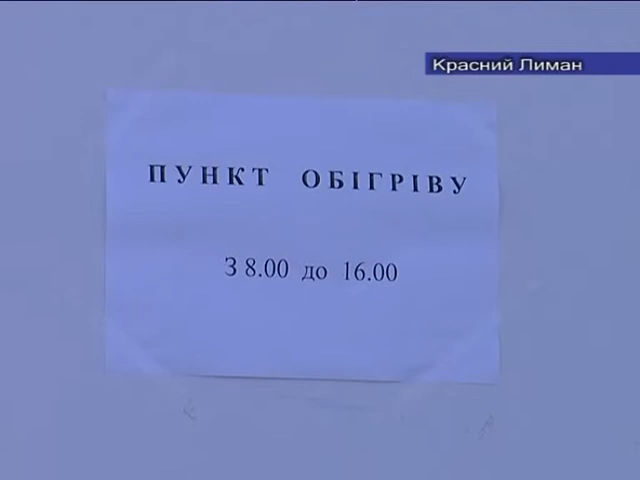 Красний Лиман
ПУНКТ ОБІГРІВУ
З 8.00 до 16.00